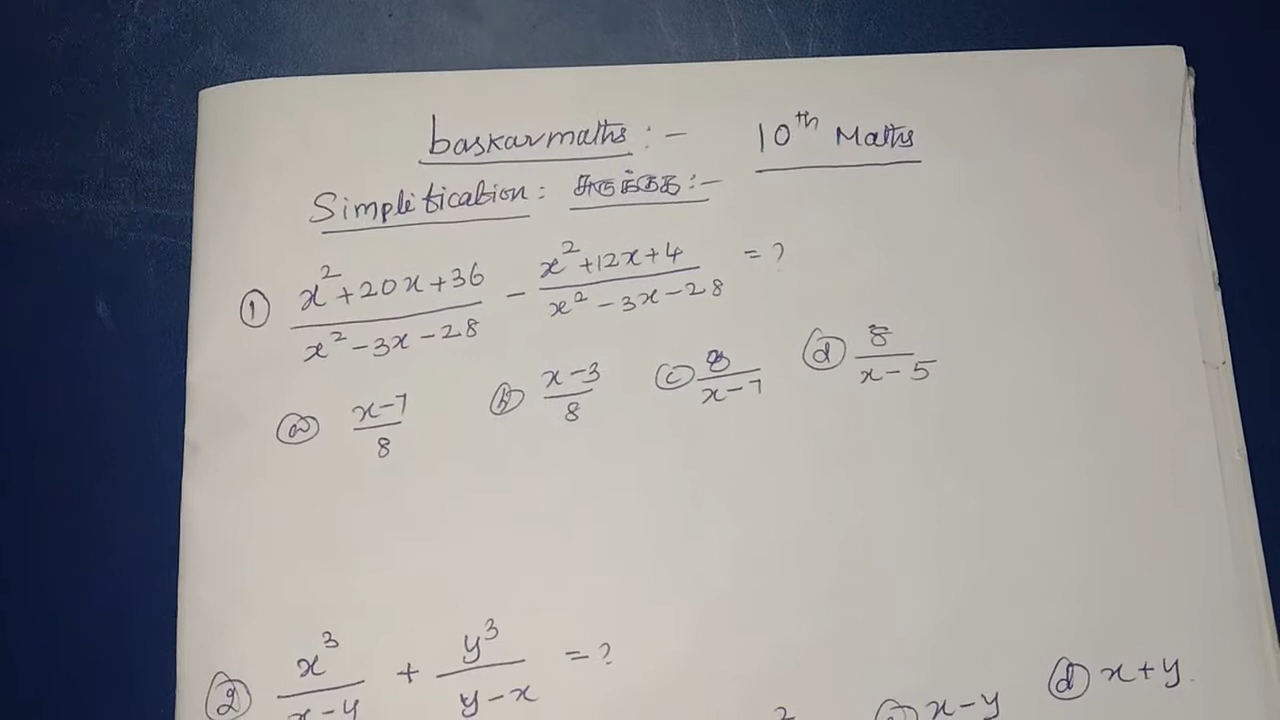 baskarmaths :- 10th Maths
Simplification : சுருக்குக :-
① (x²+20x+36)/(x²-3x-28) - (x²+12x+4)/(x²-3x-28) = ?
ⓐ (x-7)/8 ⓑ (x-3)/8 ⓒ 8/(x-7) ⓓ 8/(x-5)
② x³/(x-y) + y³/(y-x) = ?
x-y ⓓ x+y.